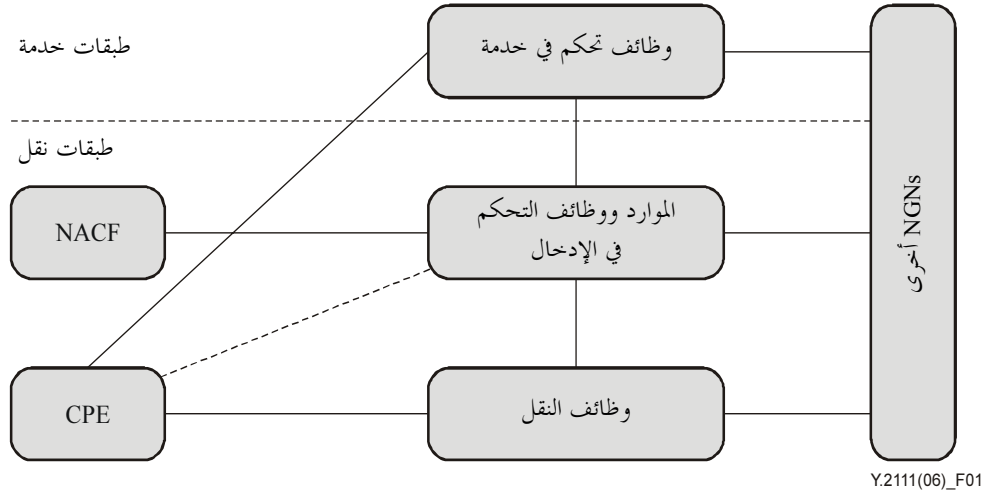 طبقات خدمة
وظائف تحكم في خدمة
طبقات نقل
NACF
الموارد ووظائف التحكم
في الإدخال
NGNs أخرى
CPE
وظائف النقل
Y.2111(06)_F01